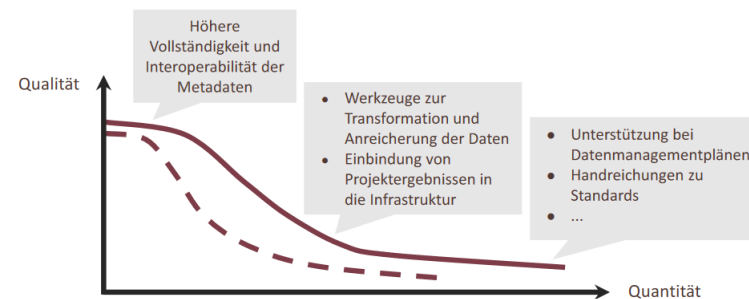 Höhere
Vollständigkeit und
Interoperabilität der
Metadaten
Qualität
● Werkzeuge zur
Transformation und
Anreicherung der Daten
● Einbindung von
Projektergebnissen in
die Infrastruktur
● Unterstützung bei
Datenmanagementplänen
● Handreichungen zu
Standards
● ...
Quantität